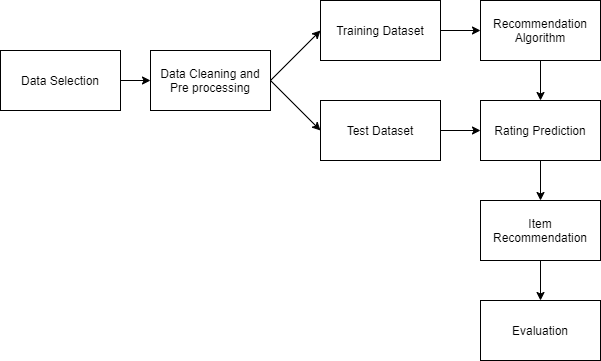 Data Selection
Data Cleaning and
Pre processing
Training Dataset
Test Dataset
Recommendation
Algorithm
Rating Prediction
Item
Recommendation
Evaluation